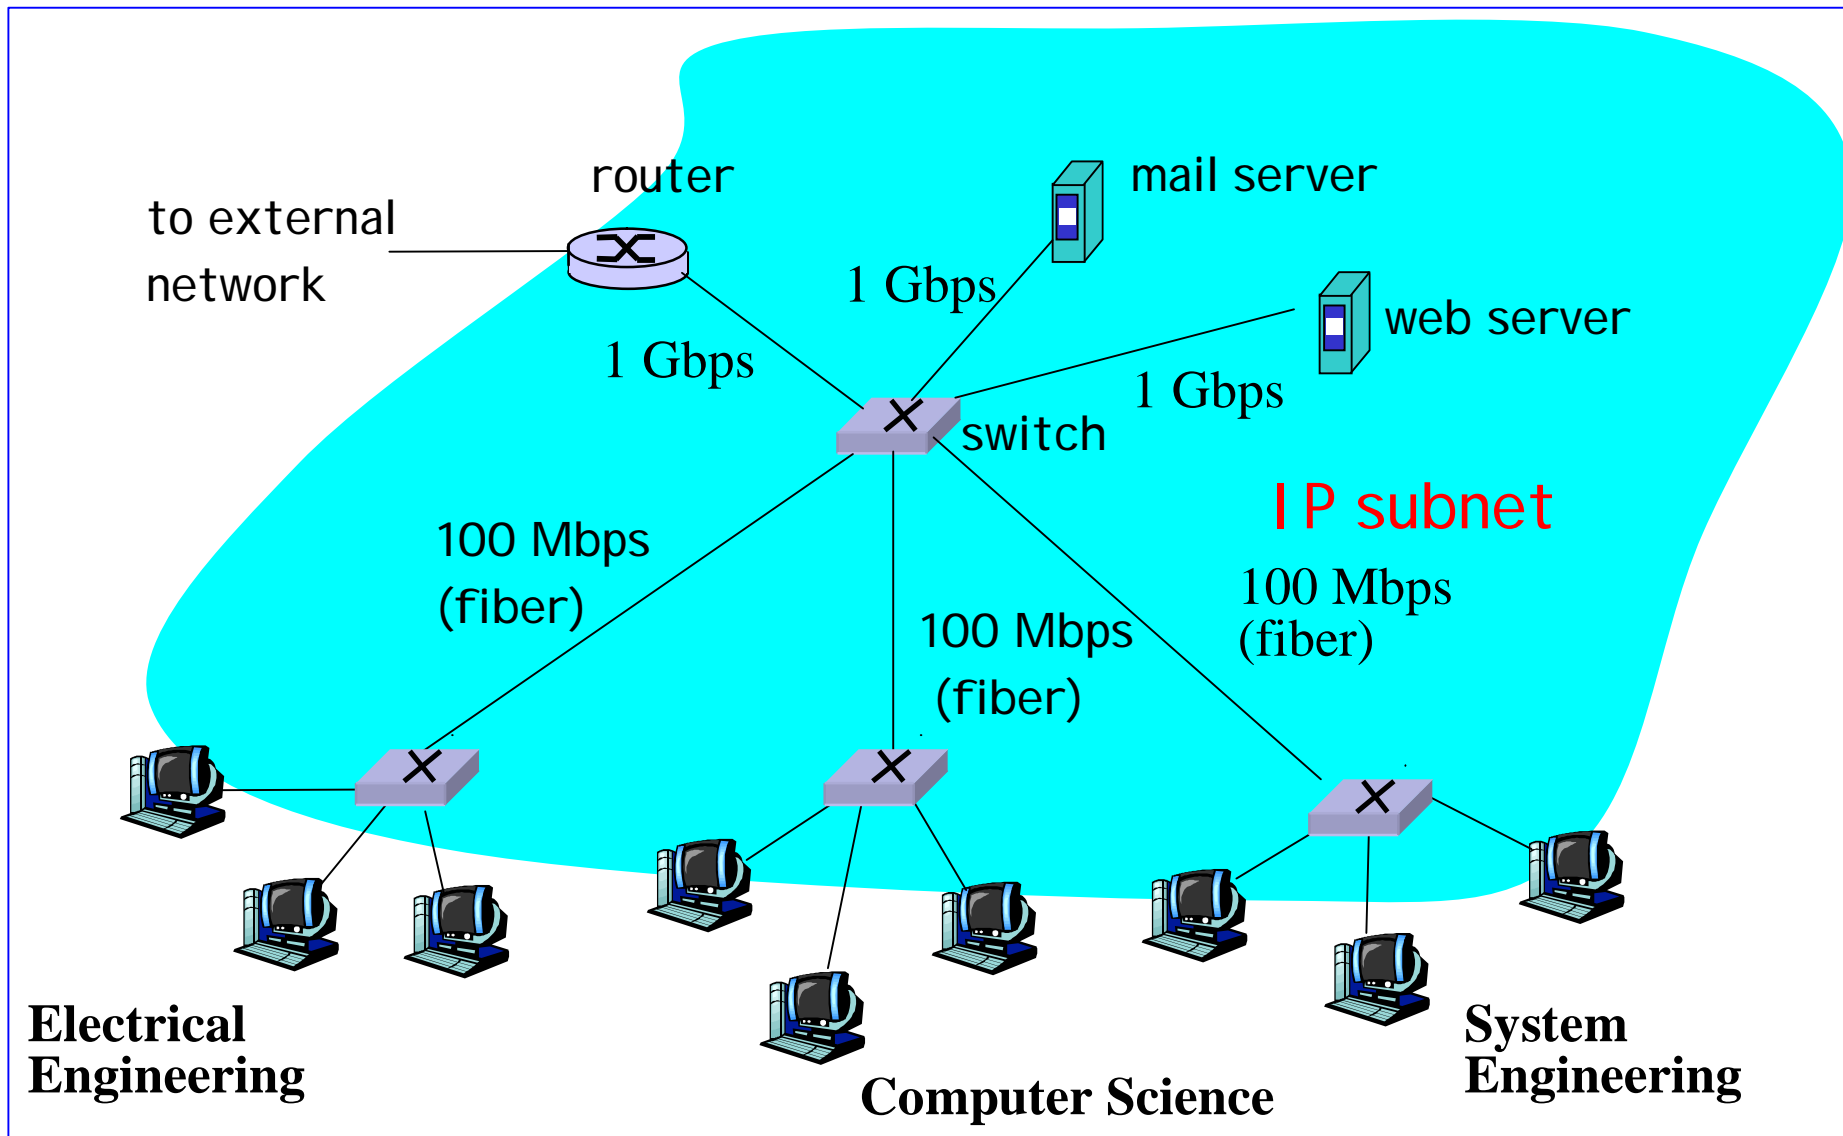 router
mail server
to external
network
1 Gbps
web server
1 Gbps
1 Gbps
switch
IP subnet
100 Mbps
(fiber)
100 Mbps
(fiber)
100 Mbps
(fiber)
Electrical
Engineering
System
Engineering
Computer Science